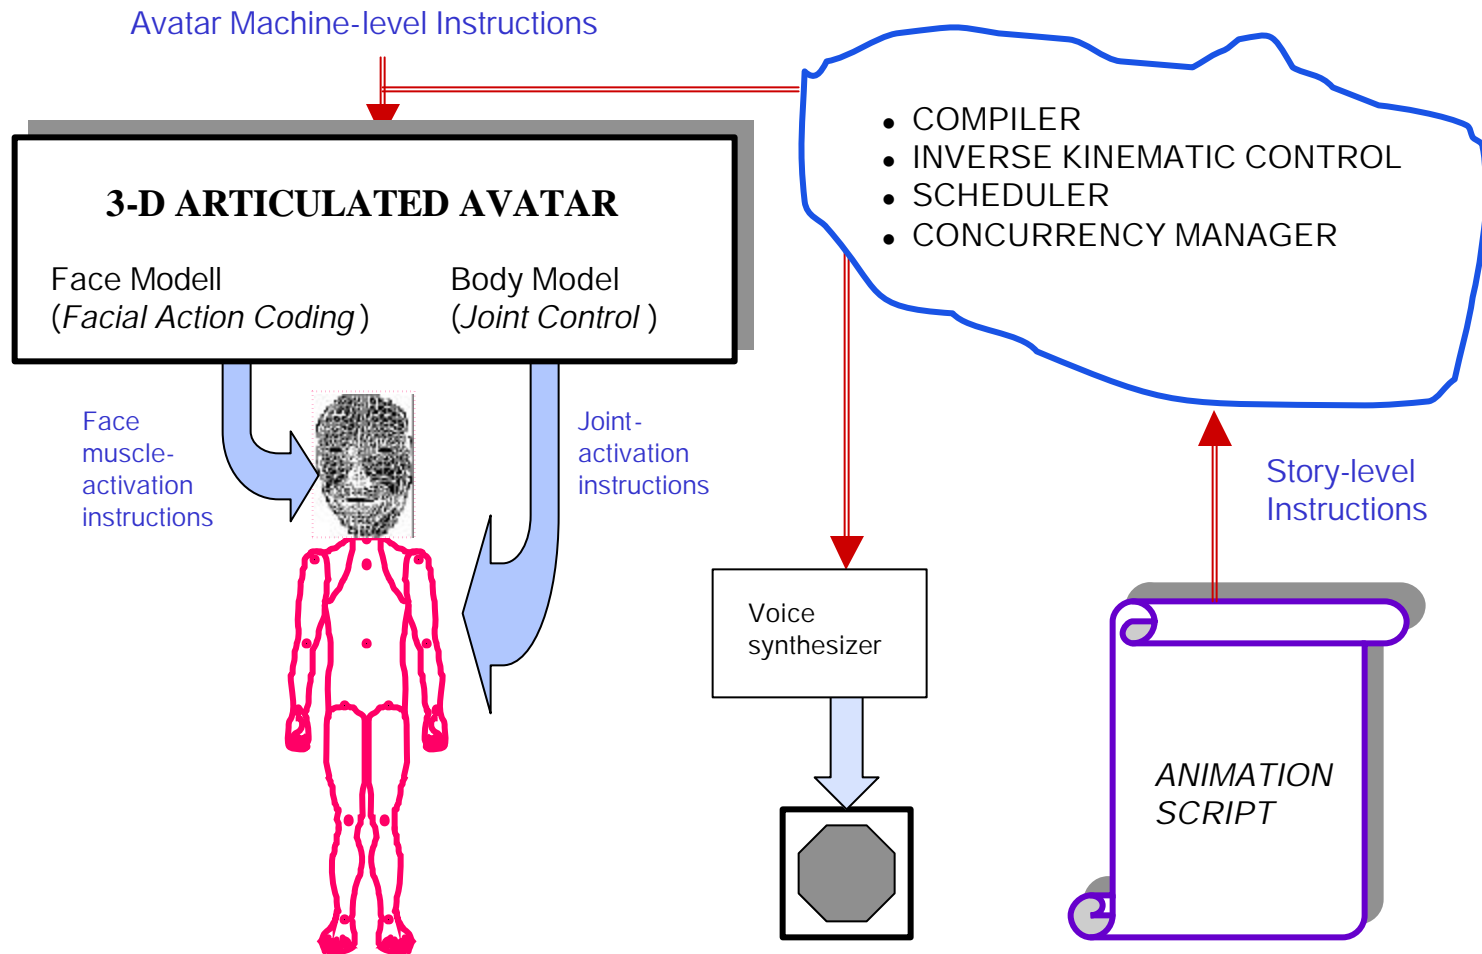 Avatar Machine-level Instructions
• COMPILER
• INVERSE KINEMATIC CONTROL
• SCHEDULER
• CONCURRENCY MANAGER
3-D ARTICULATED AVATAR
Face Modell
(Facial Action Coding)
Body Model
(Joint Control )
Face
muscle-
activation
instructions
Joint-
activation
instructions
Story-level
Instructions
Voice
synthesizer
ANIMATION
SCRIPT